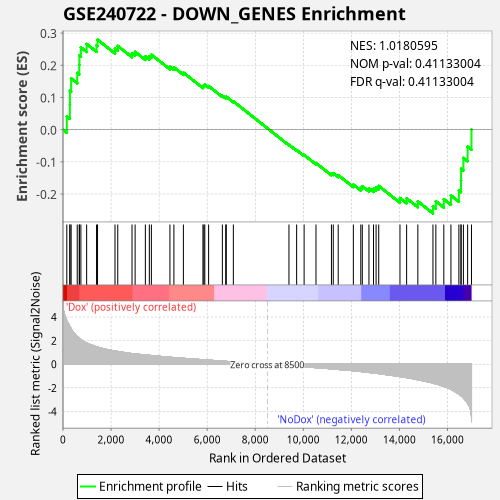 GSE240722 - DOWN_GENES Enrichment
NES: 1.0180595
NOM p-val: 0.41133004
FDR q-val: 0.41133004
Enrichment score (ES)
0.3
0.2
0.1
0.0
-0.1
-0.2
'Dox' (positively correlated)
Ranked list metric (Signal2Noise)
4
2
0
-2
-4
Zero cross at 8500
'NoDox' (negatively correlated)
0
2,000
4,000
6,000
8,000
10,000
12,000
14,000
16,000
Rank in Ordered Dataset
Enrichment profile
Hits
Ranking metric scores